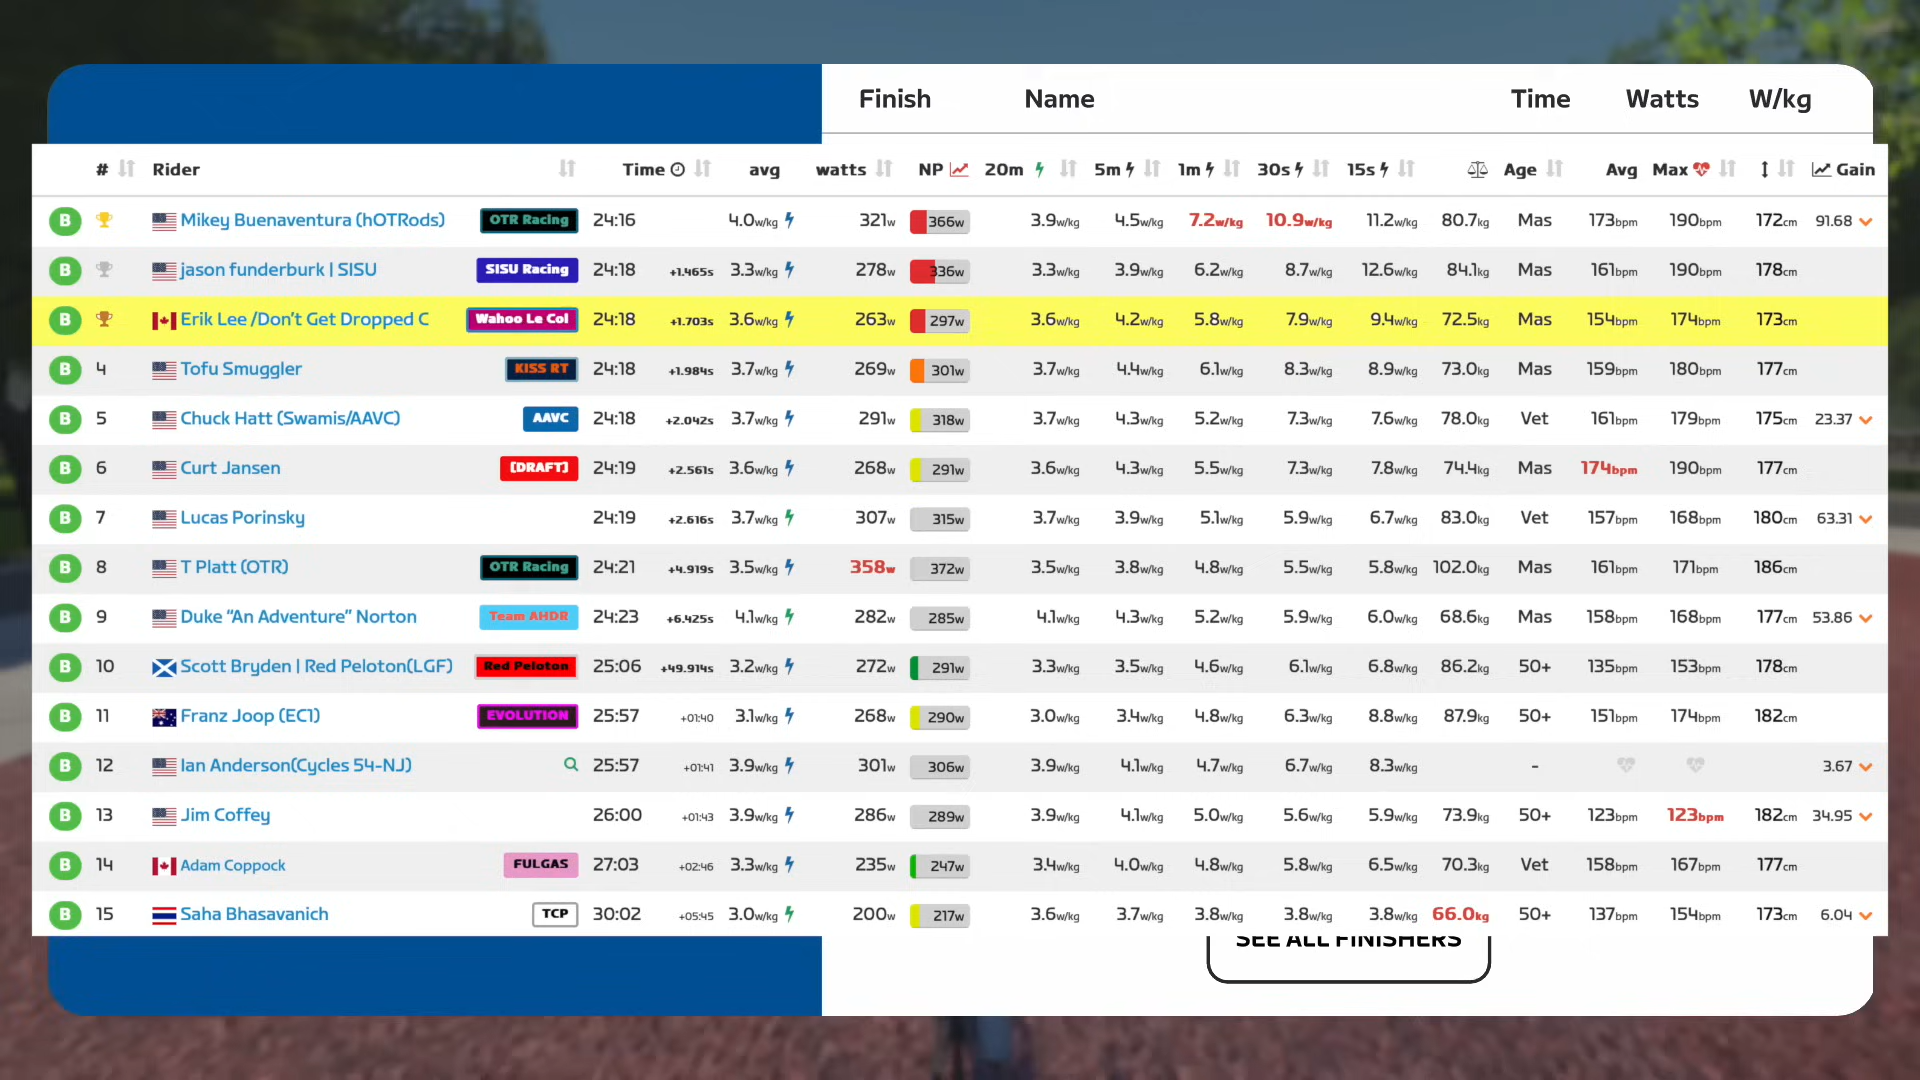 Finish Name Time Watts W/kg
# Rider Time avg watts NP 20m 5m 1m 30s 15s Age Avg Max Gain
B Mikey Buenaventura (hOTRods) OTR Racing 24:16 4.0w/kg 321w 366w 3.9w/kg 4.5w/kg 7.2w/kg 10.9w/kg 11.2w/kg 80.7kg Mas 173bpm 190bpm 172cm 91.68
B jason funderburk | SISU SISU Racing 24:18 +1.465s 3.3w/kg 278w 336w 3.3w/kg 3.9w/kg 6.2w/kg 8.7w/kg 12.6w/kg 84.1kg Mas 161bpm 190bpm 178cm
B Erik Lee /Don't Get Dropped C Wahoo Le Col 24:18 +1.703s 3.6w/kg 263w 297w 3.6w/kg 4.2w/kg 5.8w/kg 7.9w/kg 9.4w/kg 72.5kg Mas 154bpm 174bpm 173cm
B 4 Tofu Smuggler KISS RT 24:18 +1.984s 3.7w/kg 269w 301w 3.7w/kg 4.4w/kg 6.1w/kg 8.3w/kg 8.9w/kg 73.0kg Mas 159bpm 180bpm 177cm
B 5 Chuck Hatt (Swamis/AAVC) AAVC 24:18 +2.042s 3.7w/kg 291w 318w 3.7w/kg 4.3w/kg 5.2w/kg 7.3w/kg 7.6w/kg 78.0kg Vet 161bpm 179bpm 175cm 23.37
B 6 Curt Jansen [DRAFT] 24:19 +2.561s 3.6w/kg 268w 291w 3.6w/kg 4.3w/kg 5.5w/kg 7.3w/kg 7.8w/kg 74.4kg Mas 174bpm 190bpm 177cm
B 7 Lucas Porinsky 24:19 +2.616s 3.7w/kg 307w 315w 3.7w/kg 3.9w/kg 5.1w/kg 5.9w/kg 6.7w/kg 83.0kg Vet 157bpm 168bpm 180cm 63.31
B 8 T Platt (OTR) OTR Racing 24:21 +4.919s 3.5w/kg 358w 372w 3.5w/kg 3.8w/kg 4.8w/kg 5.5w/kg 5.8w/kg 102.0kg Mas 161bpm 171bpm 186cm
B 9 Duke "An Adventure" Norton Team AHDR 24:23 +6.425s 4.1w/kg 282w 285w 4.1w/kg 4.3w/kg 5.2w/kg 5.9w/kg 6.0w/kg 68.6kg Mas 158bpm 168bpm 177cm 53.86
B 10 Scott Bryden | Red Peloton(LGF) Red Peloton 25:06 +49.914s 3.2w/kg 272w 291w 3.3w/kg 3.5w/kg 4.6w/kg 6.1w/kg 6.8w/kg 86.2kg 50+ 135bpm 153bpm 178cm
B 11 Franz Joop (EC1) EVOLUTION 25:57 +01:40 3.1w/kg 268w 290w 3.0w/kg 3.4w/kg 4.8w/kg 6.3w/kg 8.8w/kg 87.9kg 50+ 151bpm 174bpm 182cm
B 12 Ian Anderson(Cycles 54-NJ) 25:57 +01:41 3.9w/kg 301w 306w 3.9w/kg 4.1w/kg 4.7w/kg 6.7w/kg 8.3w/kg - 3.67
B 13 Jim Coffey 26:00 +01:43 3.9w/kg 286w 289w 3.9w/kg 4.1w/kg 5.0w/kg 5.6w/kg 5.9w/kg 73.9kg 50+ 123bpm 123bpm 182cm 34.95
B 14 Adam Coppock FULGAS 27:03 +02:46 3.3w/kg 235w 247w 3.4w/kg 4.0w/kg 4.8w/kg 5.8w/kg 6.5w/kg 70.3kg Vet 158bpm 167bpm 177cm
B 15 Saha Bhasavanich TCP 30:02 +05:45 3.0w/kg 200w 217w 3.6w/kg 3.7w/kg 3.8w/kg 3.8w/kg 3.8w/kg 66.0kg 50+ 137bpm 154bpm 173cm 6.04
SEE ALL FINISHERS